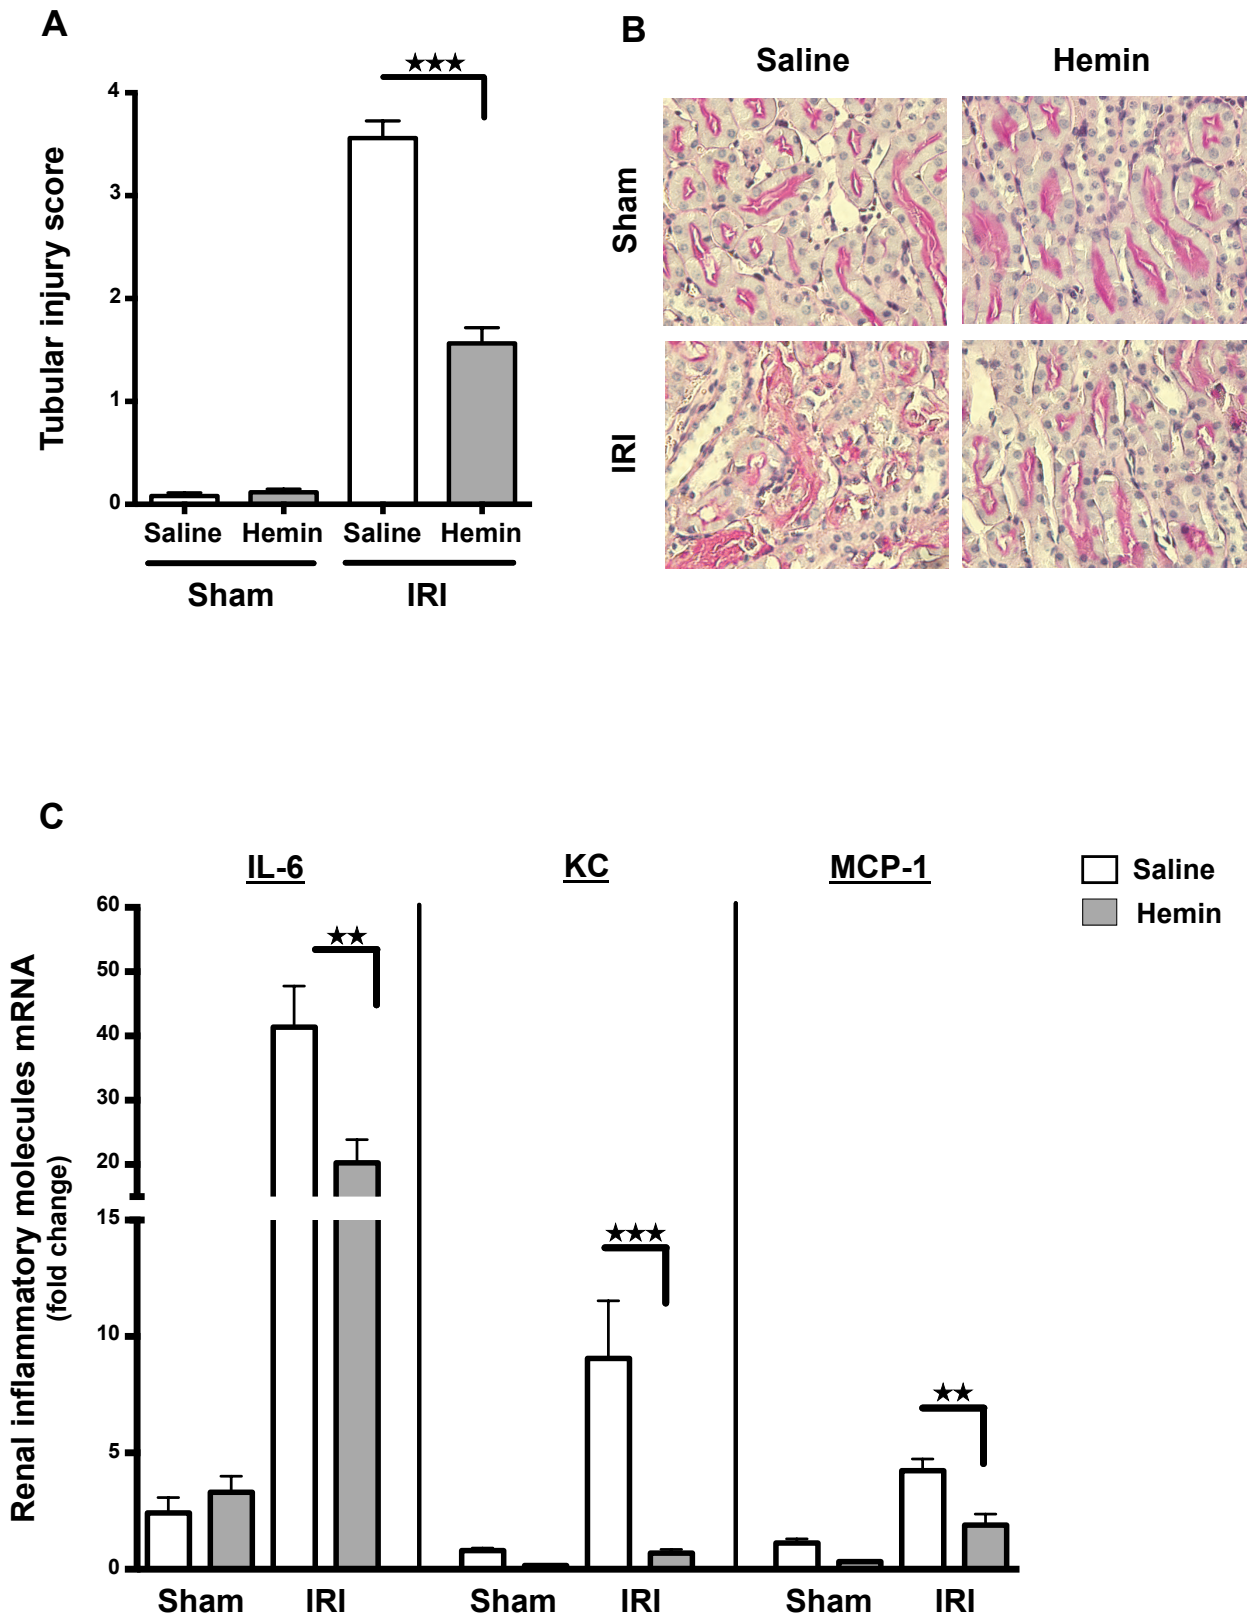 A
★★★
4
3
2
1
0
Tubular injury score
Saline Hemin Saline Hemin
Sham IRI
B
Saline Hemin
Sham
IRI
C
IL-6 KC MCP-1
Saline
Hemin
60
50
40
30
20
15
10
5
0
Renal inflammatory molecules mRNA
(fold change)
★★
★★★
★★
Sham IRI Sham IRI Sham IRI